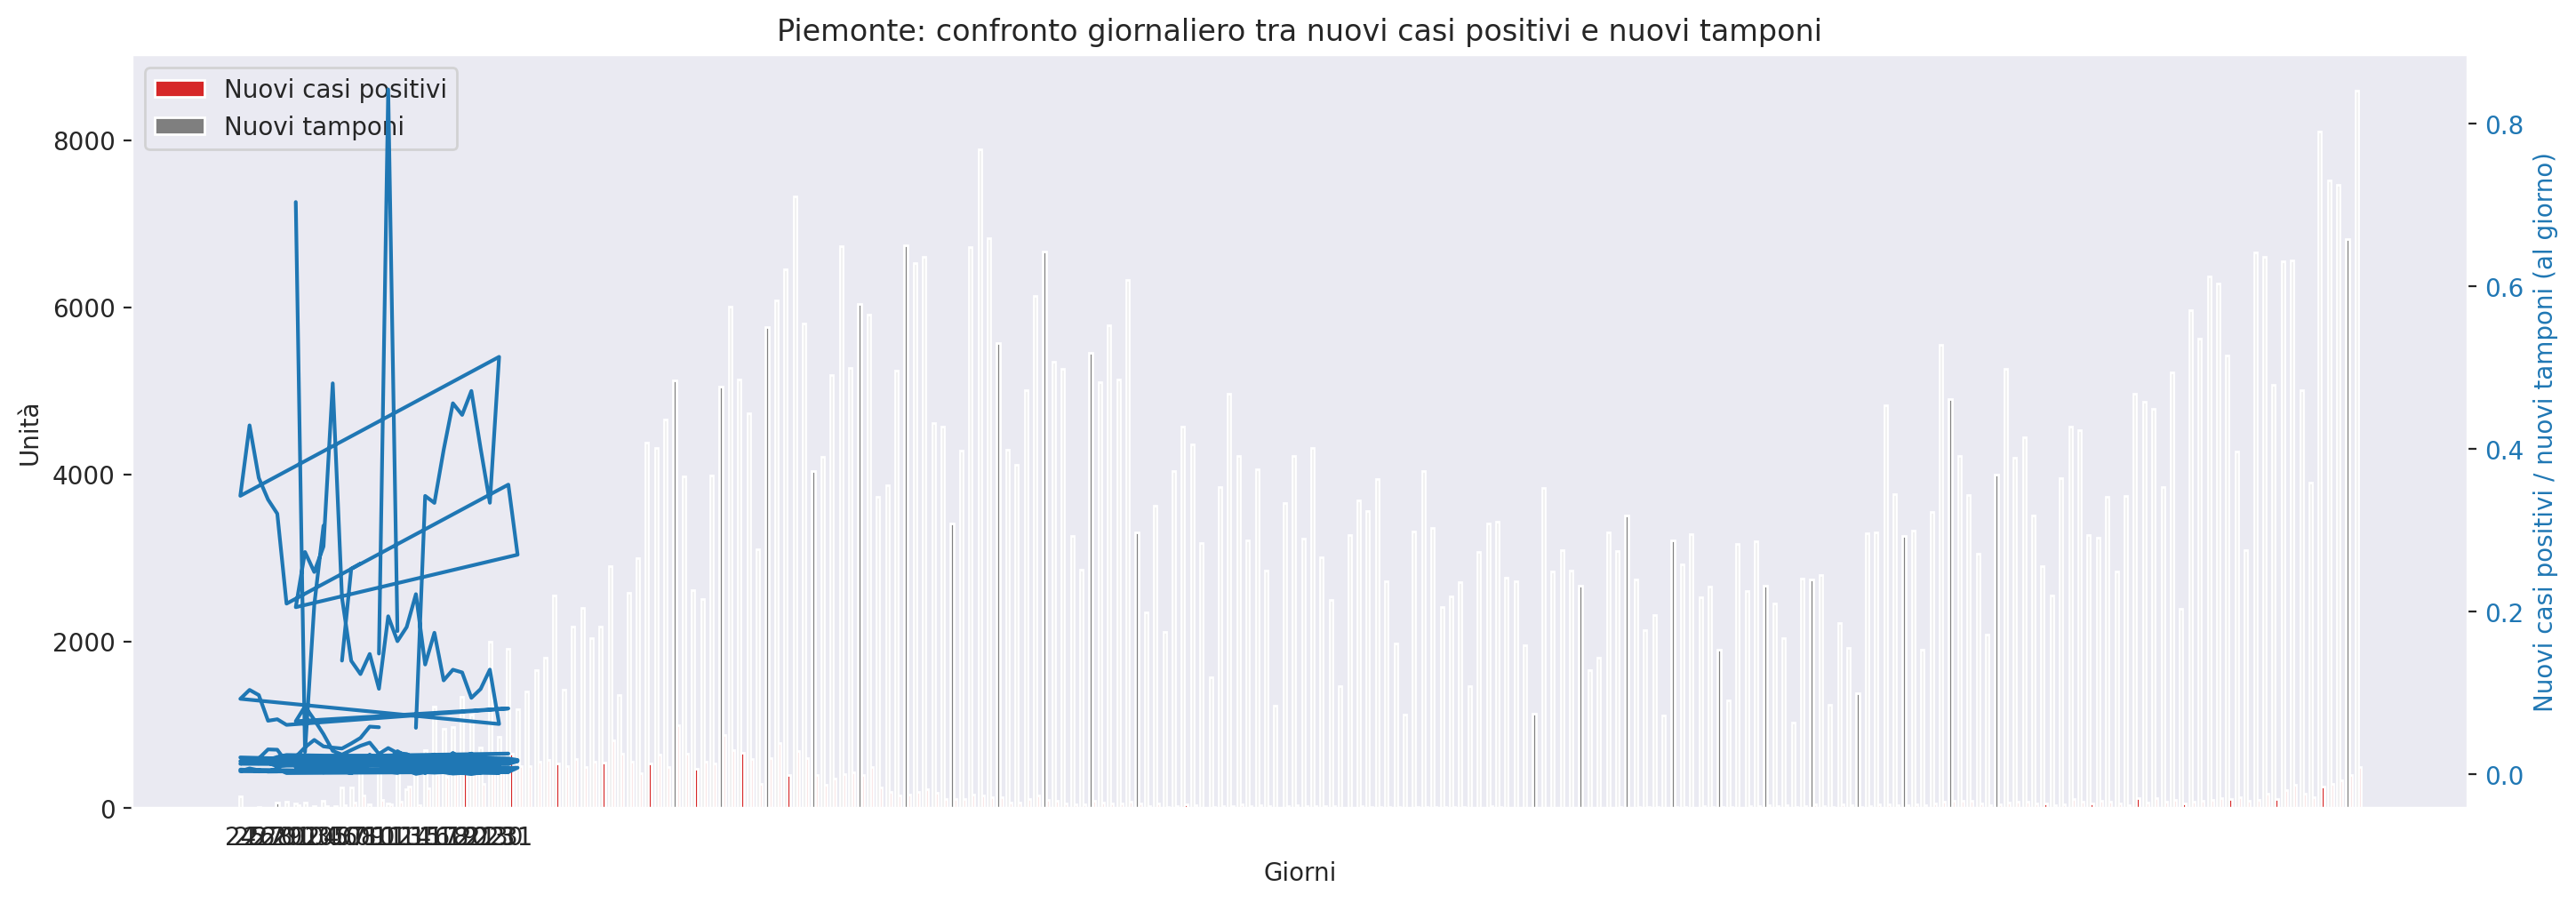 Piemonte: confronto giornaliero tra nuovi casi positivi e nuovi tamponi
Nuovi casi positivi
Nuovi tamponi
Unità
8000
6000
4000
2000
0
0.8
0.6
0.4
0.2
0.0
Nuovi casi positivi / nuovi tamponi (al giorno)
Giorni